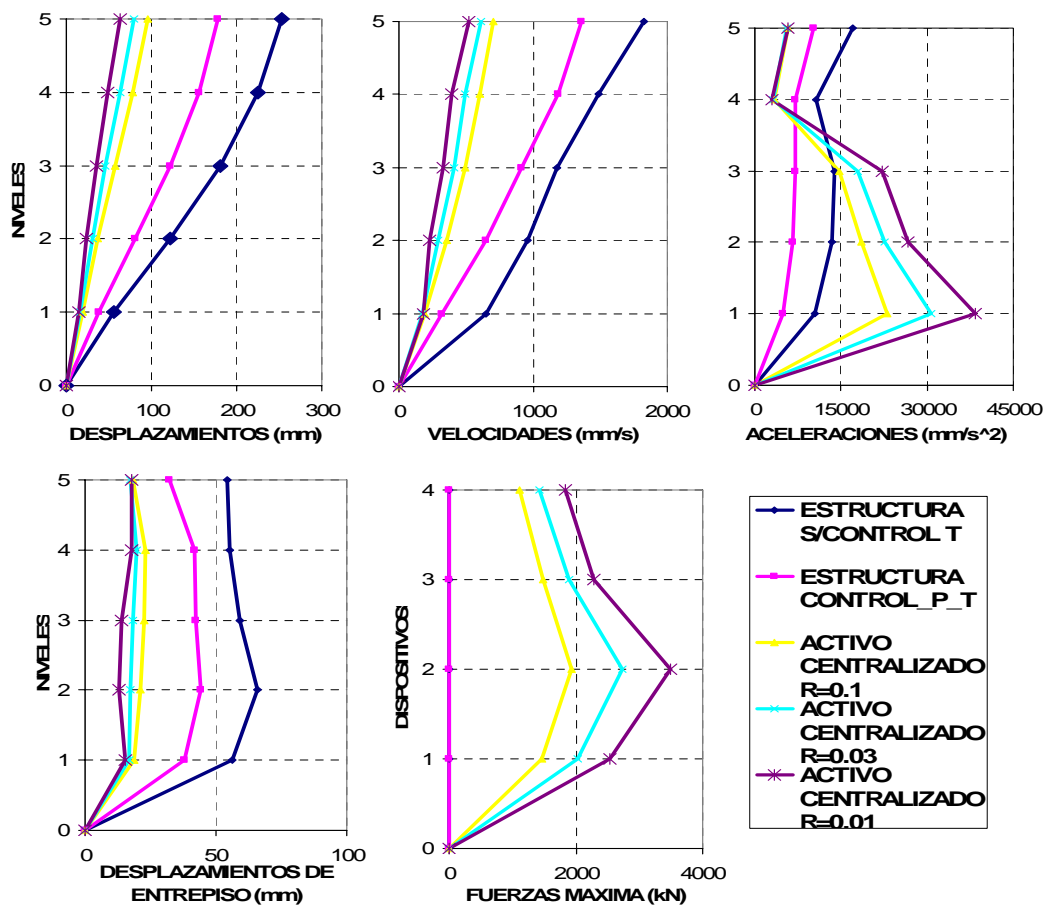 5
4
3
2
1
0
NIVELES
0 100 200 300
DESPLAZAMIENTOS (mm)
5
4
3
2
1
0
0 1000 2000
VELOCIDADES (mm/s)
5
4
3
2
1
0
0 15000 30000 45000
ACELERACIONES (mm/s^2)
5
4
3
2
1
0
NIVELES
0 50 100
DESPLAZAMIENTOS DE
ENTREPISO (mm)
4
3
2
1
0
DISPOSITIVOS
0 2000 4000
FUERZAS MAXIMA (kN)
ESTRUCTURA
S/CONTROL T
ESTRUCTURA
CONTROL_P_T
ACTIVO
CENTRALIZADO
R=0.1
ACTIVO
CENTRALIZADO
R=0.03
ACTIVO
CENTRALIZADO
R=0.01